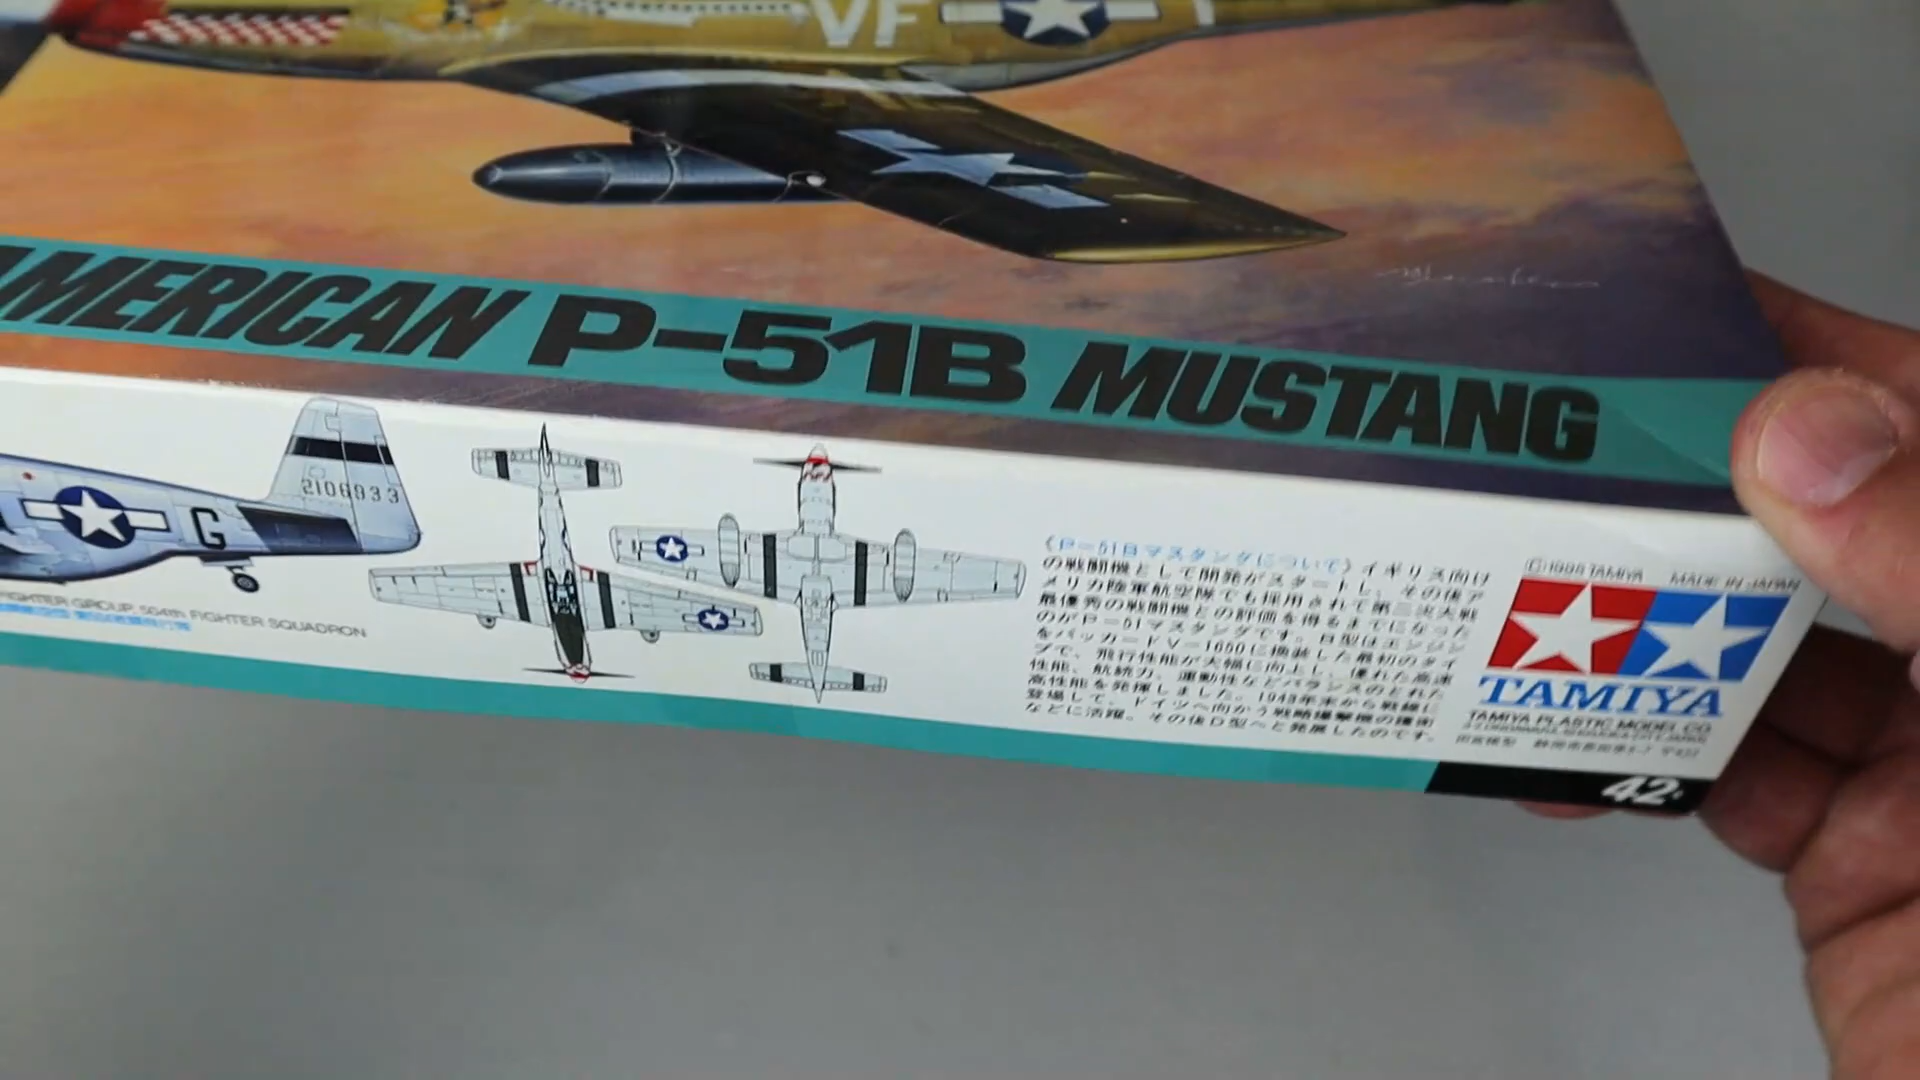 VF
AMERICAN P-51B MUSTANG
2106933
G
FIGHTER GROUP, 504th FIGHTER SQUADRON
《P-51Bマスタングについて》イギリス向け
の戦闘機として開発がスタートし、その後ア
メリカ陸軍航空隊でも採用されて第二次大戦
最優秀の戦闘機との評価を得るまでになった
のがP-51マスタングです。B型はエンジン
をパッカードV-1650に換装した最初のタイ
プで、飛行性能が大幅に向上し、優れた高速
性能、航続力、運動性などバランスのとれた
高性能を発揮しました。1943年末から戦線に
登場して、ドイツへ向かう戦略爆撃機の護衛
などに活躍。その後D型へと発展したのです。
©1995 TAMIYA MADE IN JAPAN
TAMIYA
TAMIYA PLASTIC MODEL CO.
田宮模型
42